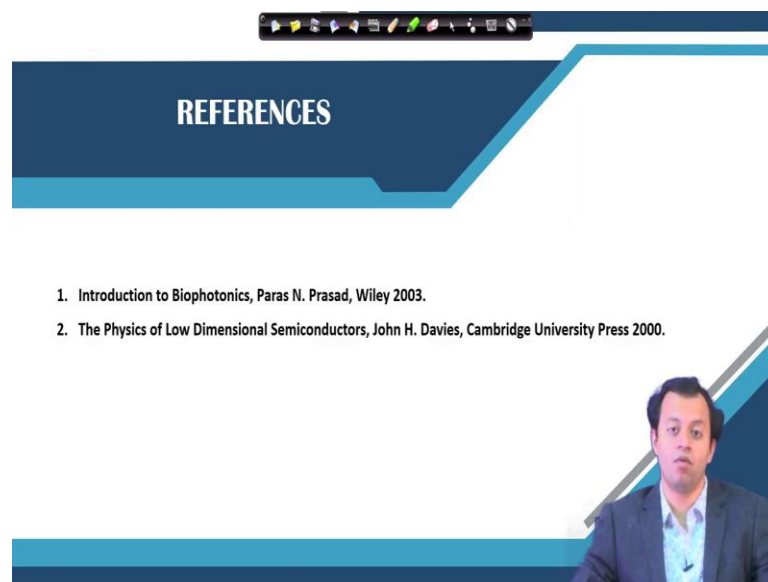 REFERENCES
1. Introduction to Biophotonics, Paras N. Prasad, Wiley 2003.
2. The Physics of Low Dimensional Semiconductors, John H. Davies, Cambridge University Press 2000.